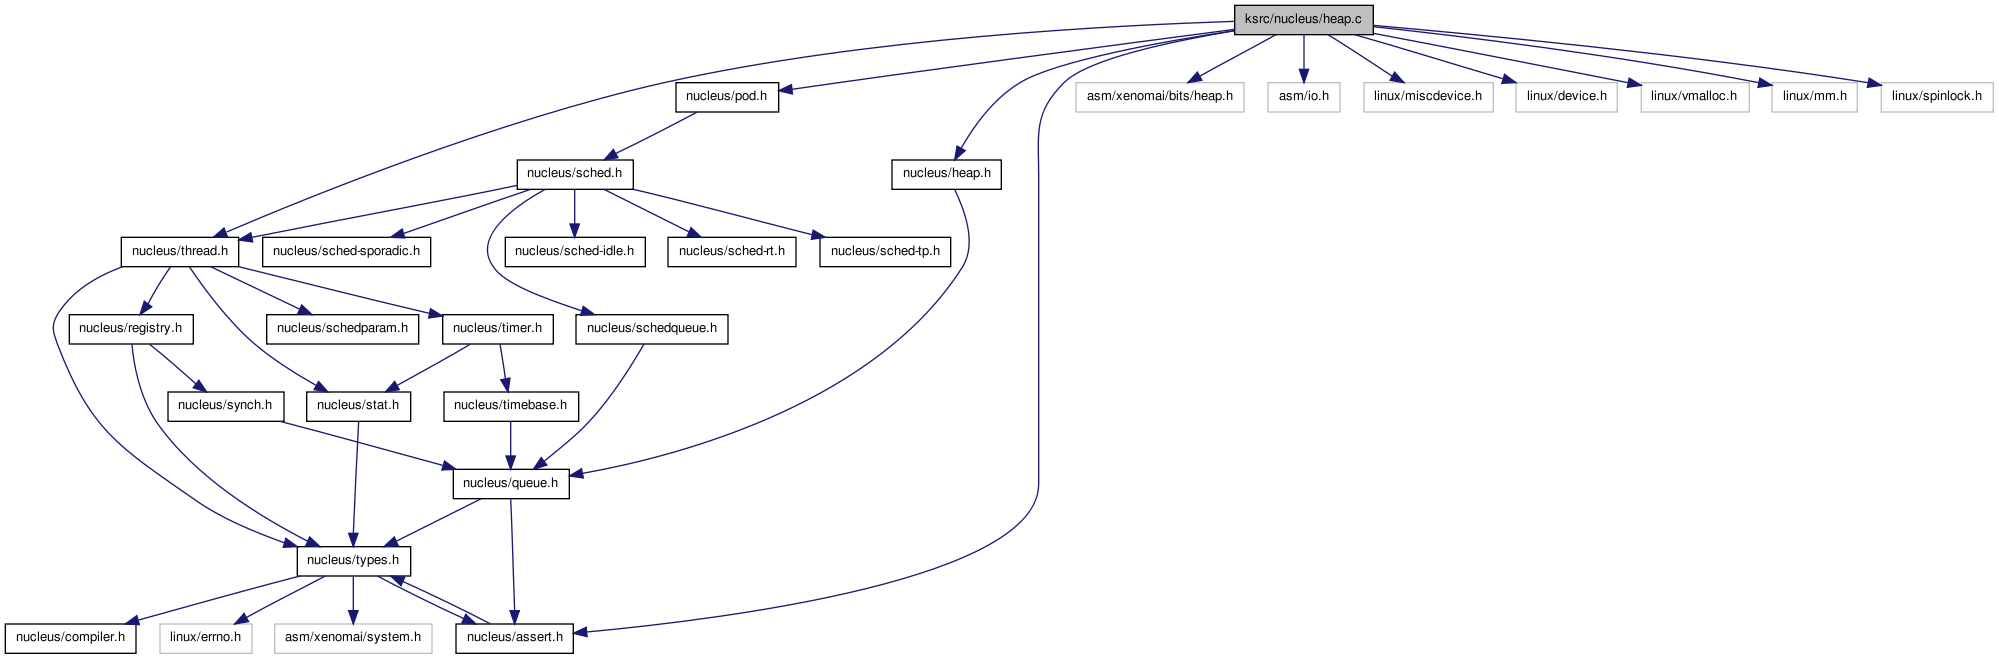 ksrc/nucleus/heap.c
nucleus/pod.h
asm/xenomai/bits/heap.h
asm/io.h
linux/miscdevice.h
linux/device.h
linux/vmalloc.h
linux/mm.h
linux/spinlock.h
nucleus/sched.h
nucleus/heap.h
nucleus/thread.h
nucleus/sched-sporadic.h
nucleus/sched-idle.h
nucleus/sched-rt.h
nucleus/sched-tp.h
nucleus/registry.h
nucleus/schedparam.h
nucleus/timer.h
nucleus/schedqueue.h
nucleus/synch.h
nucleus/stat.h
nucleus/timebase.h
nucleus/queue.h
nucleus/types.h
nucleus/compiler.h
linux/errno.h
asm/xenomai/system.h
nucleus/assert.h